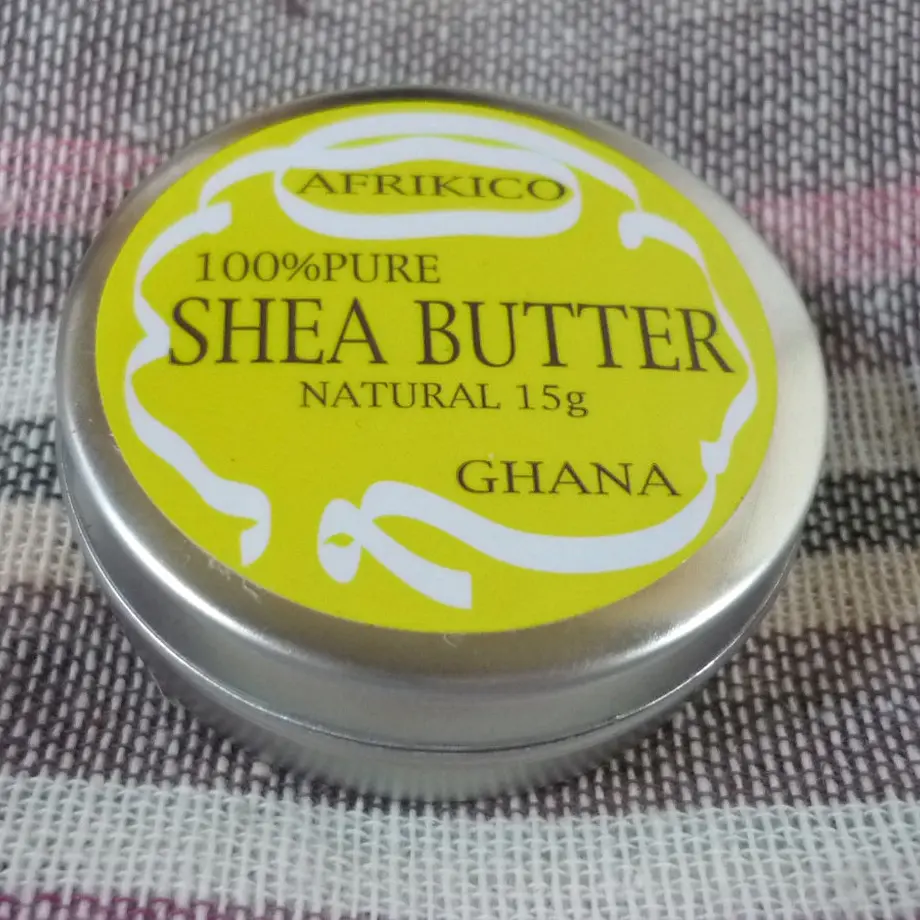 AFRIKICO
100%PURE
SHEA BUTTER
NATURAL 15g
GHANA